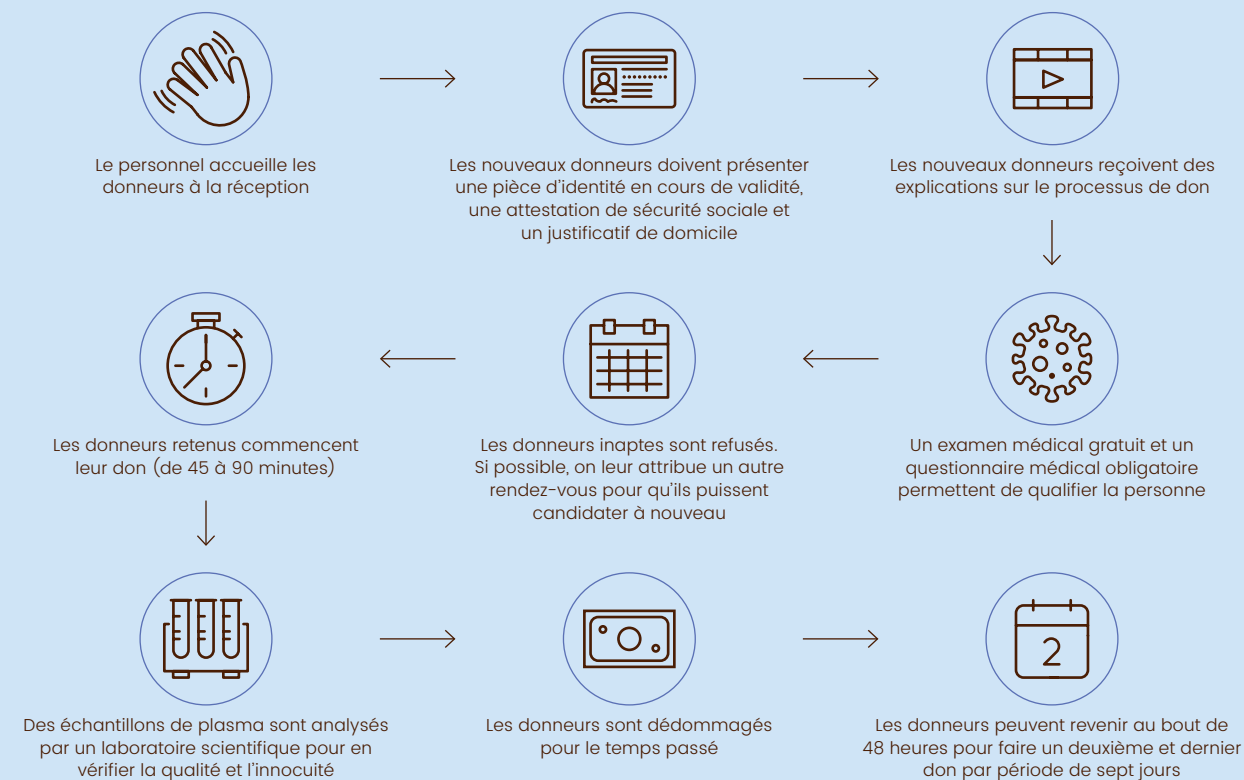 Le personnel accueille les
donneurs à la réception
Les nouveaux donneurs doivent présenter
une pièce d'identité en cours de validité,
une attestation de sécurité sociale et
un justificatif de domicile
Les nouveaux donneurs reçoivent des
explications sur le processus de don
Un examen médical gratuit et un
questionnaire médical obligatoire
permettent de qualifier la personne
Les donneurs inaptes sont refusés.
Si possible, on leur attribue un autre
rendez-vous pour qu'ils puissent
candidater à nouveau
Les donneurs retenus commencent
leur don (de 45 à 90 minutes)
Des échantillons de plasma sont analysés
par un laboratoire scientifique pour en
vérifier la qualité et l'innocuité
Les donneurs sont dédommagés
pour le temps passé
2
Les donneurs peuvent revenir au bout de
48 heures pour faire un deuxième et dernier
don par période de sept jours